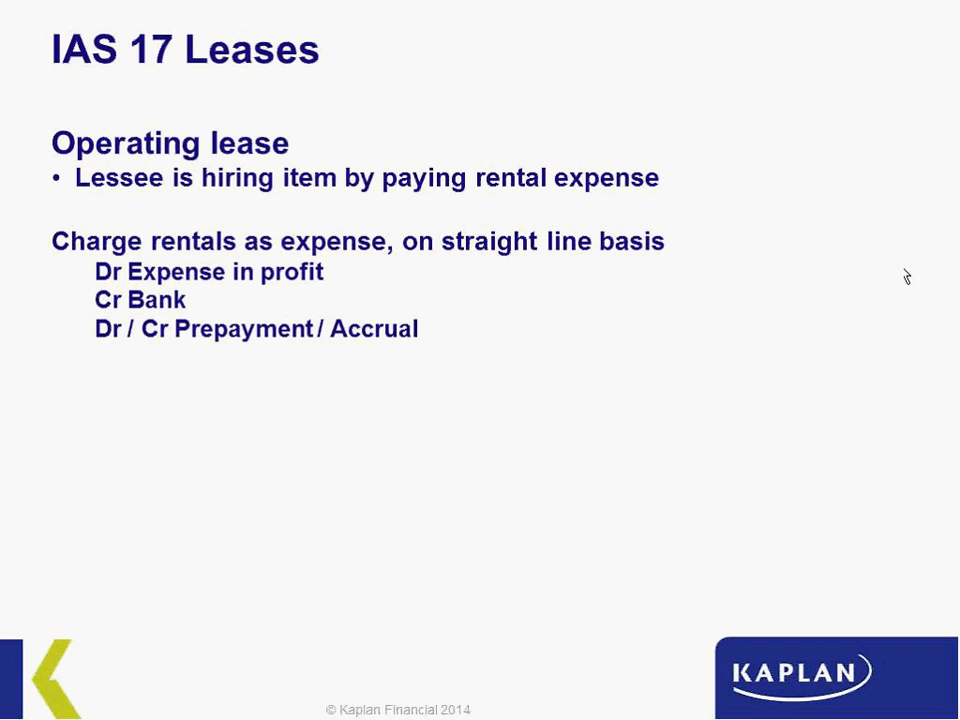 IAS 17 Leases
Operating lease
• Lessee is hiring item by paying rental expense
Charge rentals as expense, on straight line basis
Dr Expense in profit
Cr Bank
Dr / Cr Prepayment / Accrual
© Kaplan Financial 2014
KAPLAN